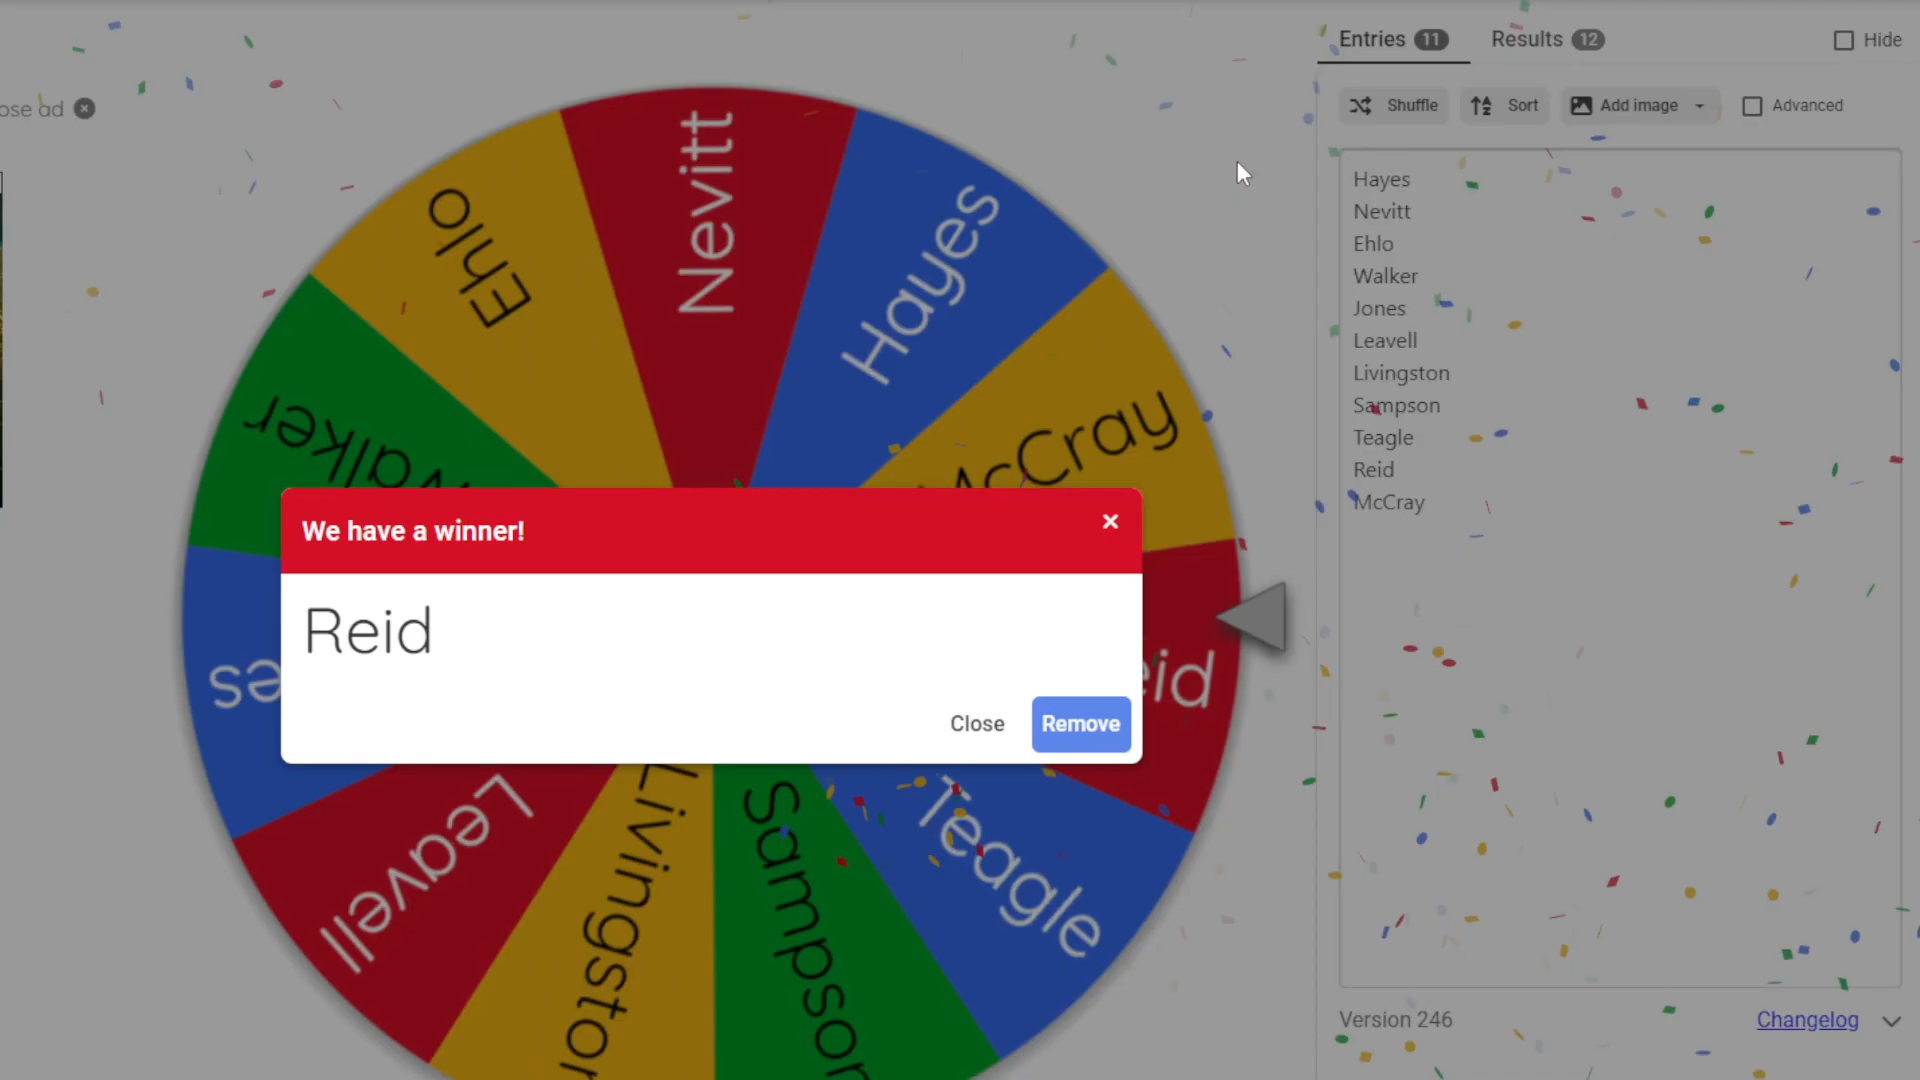 Entries 11 Results 12 Hide
ose ad
Shuffle Sort Add image Advanced
Hayes
Nevitt
Ehlo
Walker
Jones
Leavell
Livingston
Sampson
Teagle
Reid
McCray
Nevitt
Hayes
Ehlo
McCray
walker
We have a winner!
Reid
eid
es
Close Remove
Leavell
Livingston
Sampson
Teagle
Version 246 Changelog